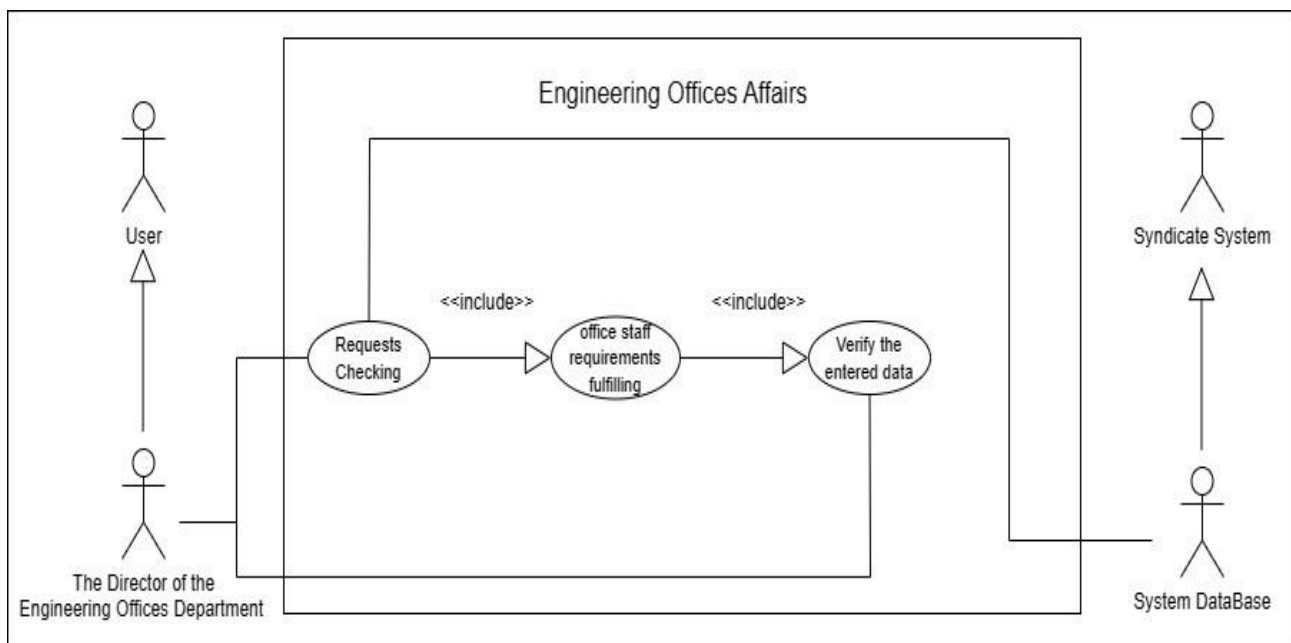 Engineering Offices Affairs
User
Syndicate System
<<include>>
<<include>>
Requests
Checking
office staff
requirements
fulfilling
Verify the
entered data
The Director of the
Engineering Offices Department
System DataBase